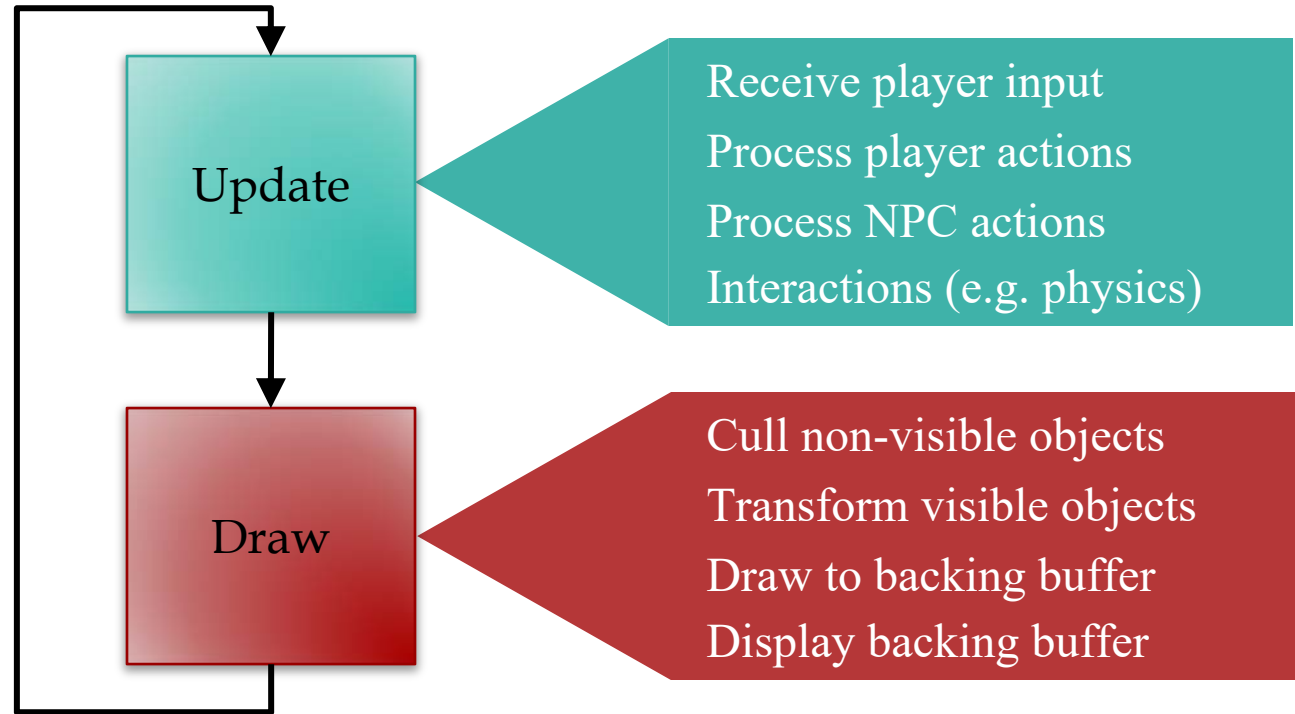 Update
Receive player input
Process player actions
Process NPC actions
Interactions (e.g. physics)
Draw
Cull non-visible objects
Transform visible objects
Draw to backing buffer
Display backing buffer